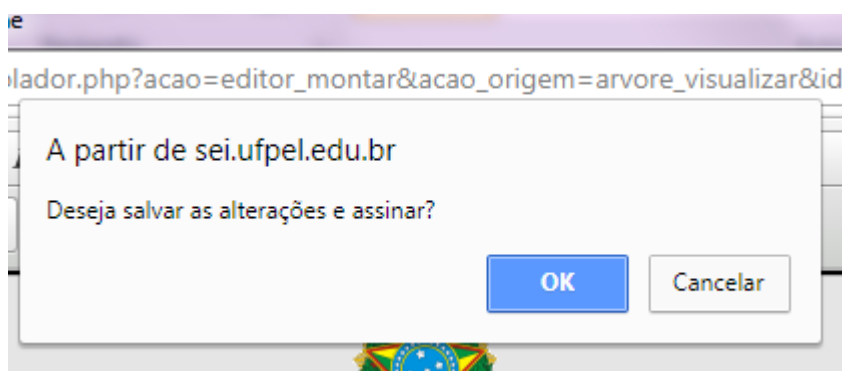 e
lador.php?acao=editor_montar&acao_origem=arvore_visualizar&id
A partir de sei.ufpel.edu.br
Deseja salvar as alterações e assinar?
OK
Cancelar